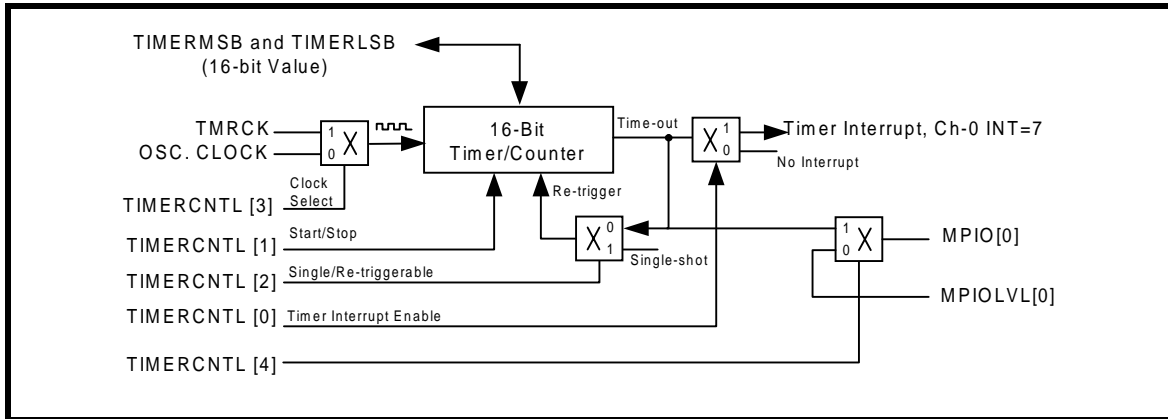 TIMERMSB and TIMERLSB
(16-bit Value)
TMRCK
OSC. CLOCK
1
0
X
16-Bit
Timer/Counter
Time-out
X
1
0
Timer Interrupt, Ch-0 INT=7
No Interrupt
Clock
Select
Re-trigger
TIMERCNTL [3]
TIMERCNTL [1]
Start/Stop
X
0
1
Single-shot
1
0
X
MPIO[0]
TIMERCNTL [2]
Single/Re-triggerable
MPIOLVL[0]
TIMERCNTL [0]
Timer Interrupt Enable
TIMERCNTL [4]